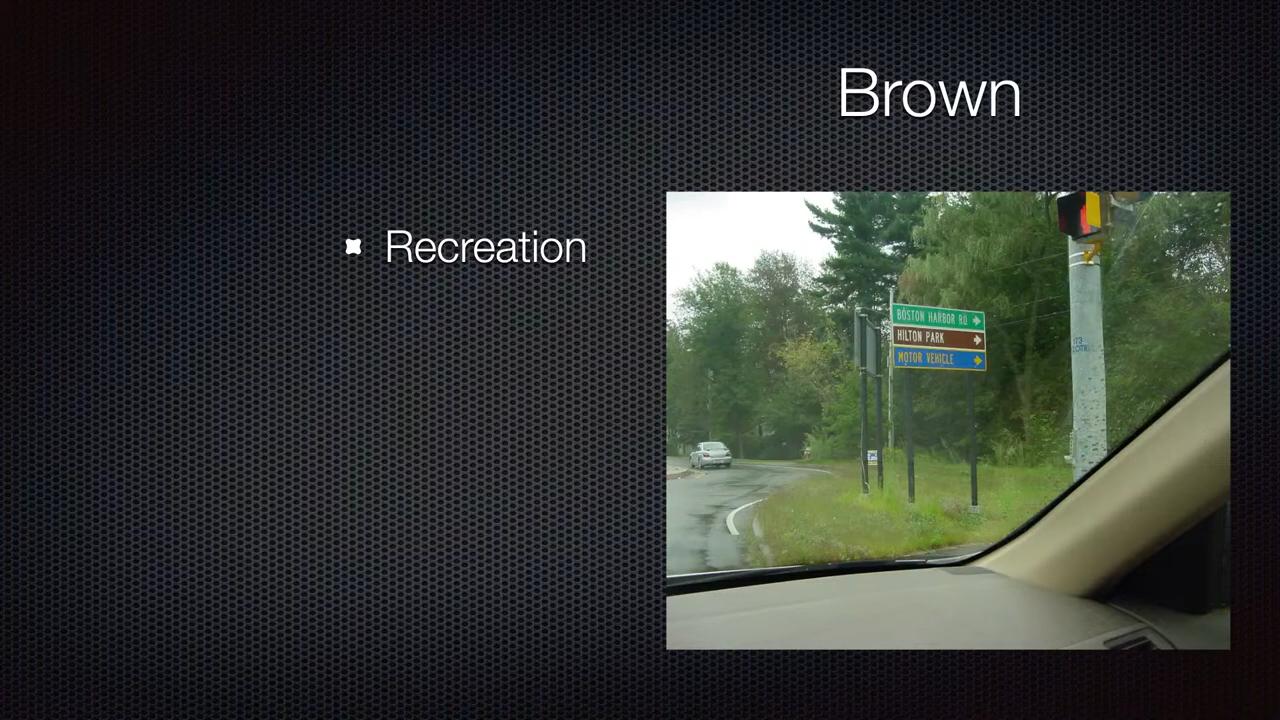 Brown
Recreation
BOSTON HARBOR RD
HILTON PARK
MOTOR VEHICLE